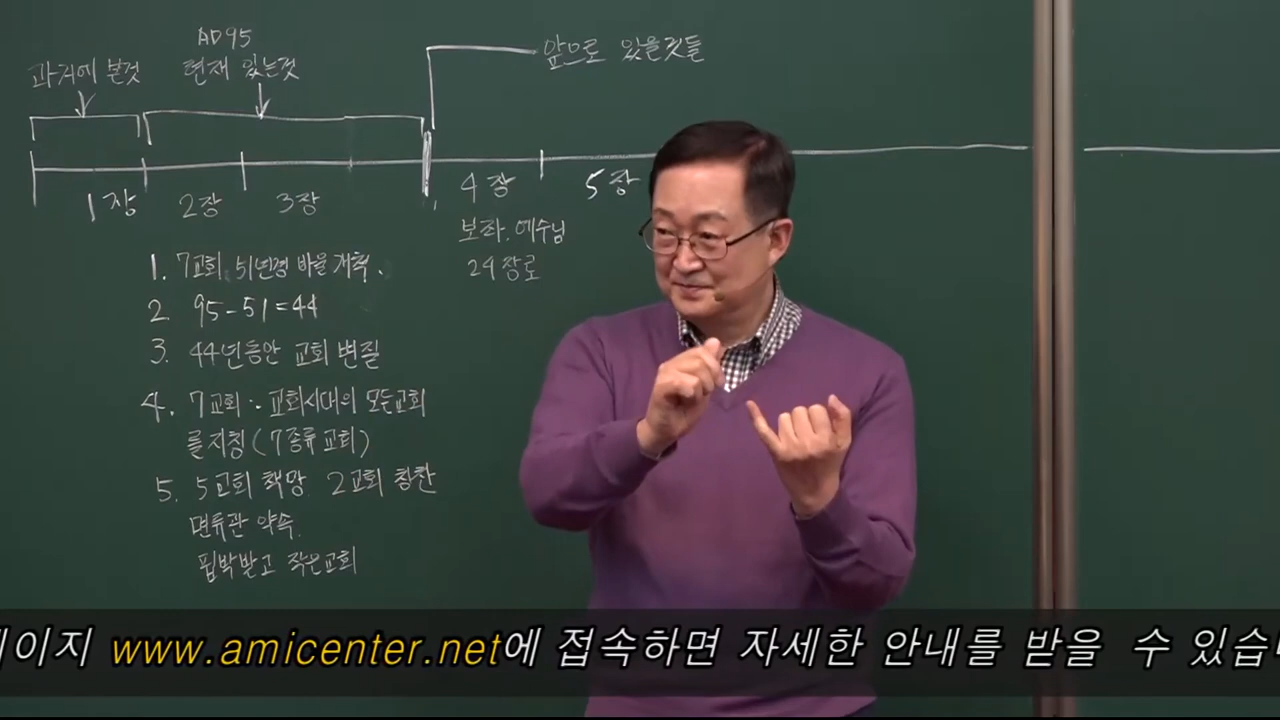 AD95
과거에 본것 현재 있는것 앞으로 있을것들
1장 2장 3장 4장 5장
보좌. 예수님
24장로
1. 7교회 51년경 바울 개척.
2. 95-51=44
3. 44년동안 교회 변질
4. 7교회∴ 교회시대의 모든교회
를 지칭(7종류교회)
5. 5교회 책망 2교회 칭찬
면류관 약속.
핍박받고 작은교회
페이지 www.amicenter.net에 접속하면 자세한 안내를 받을 수 있습